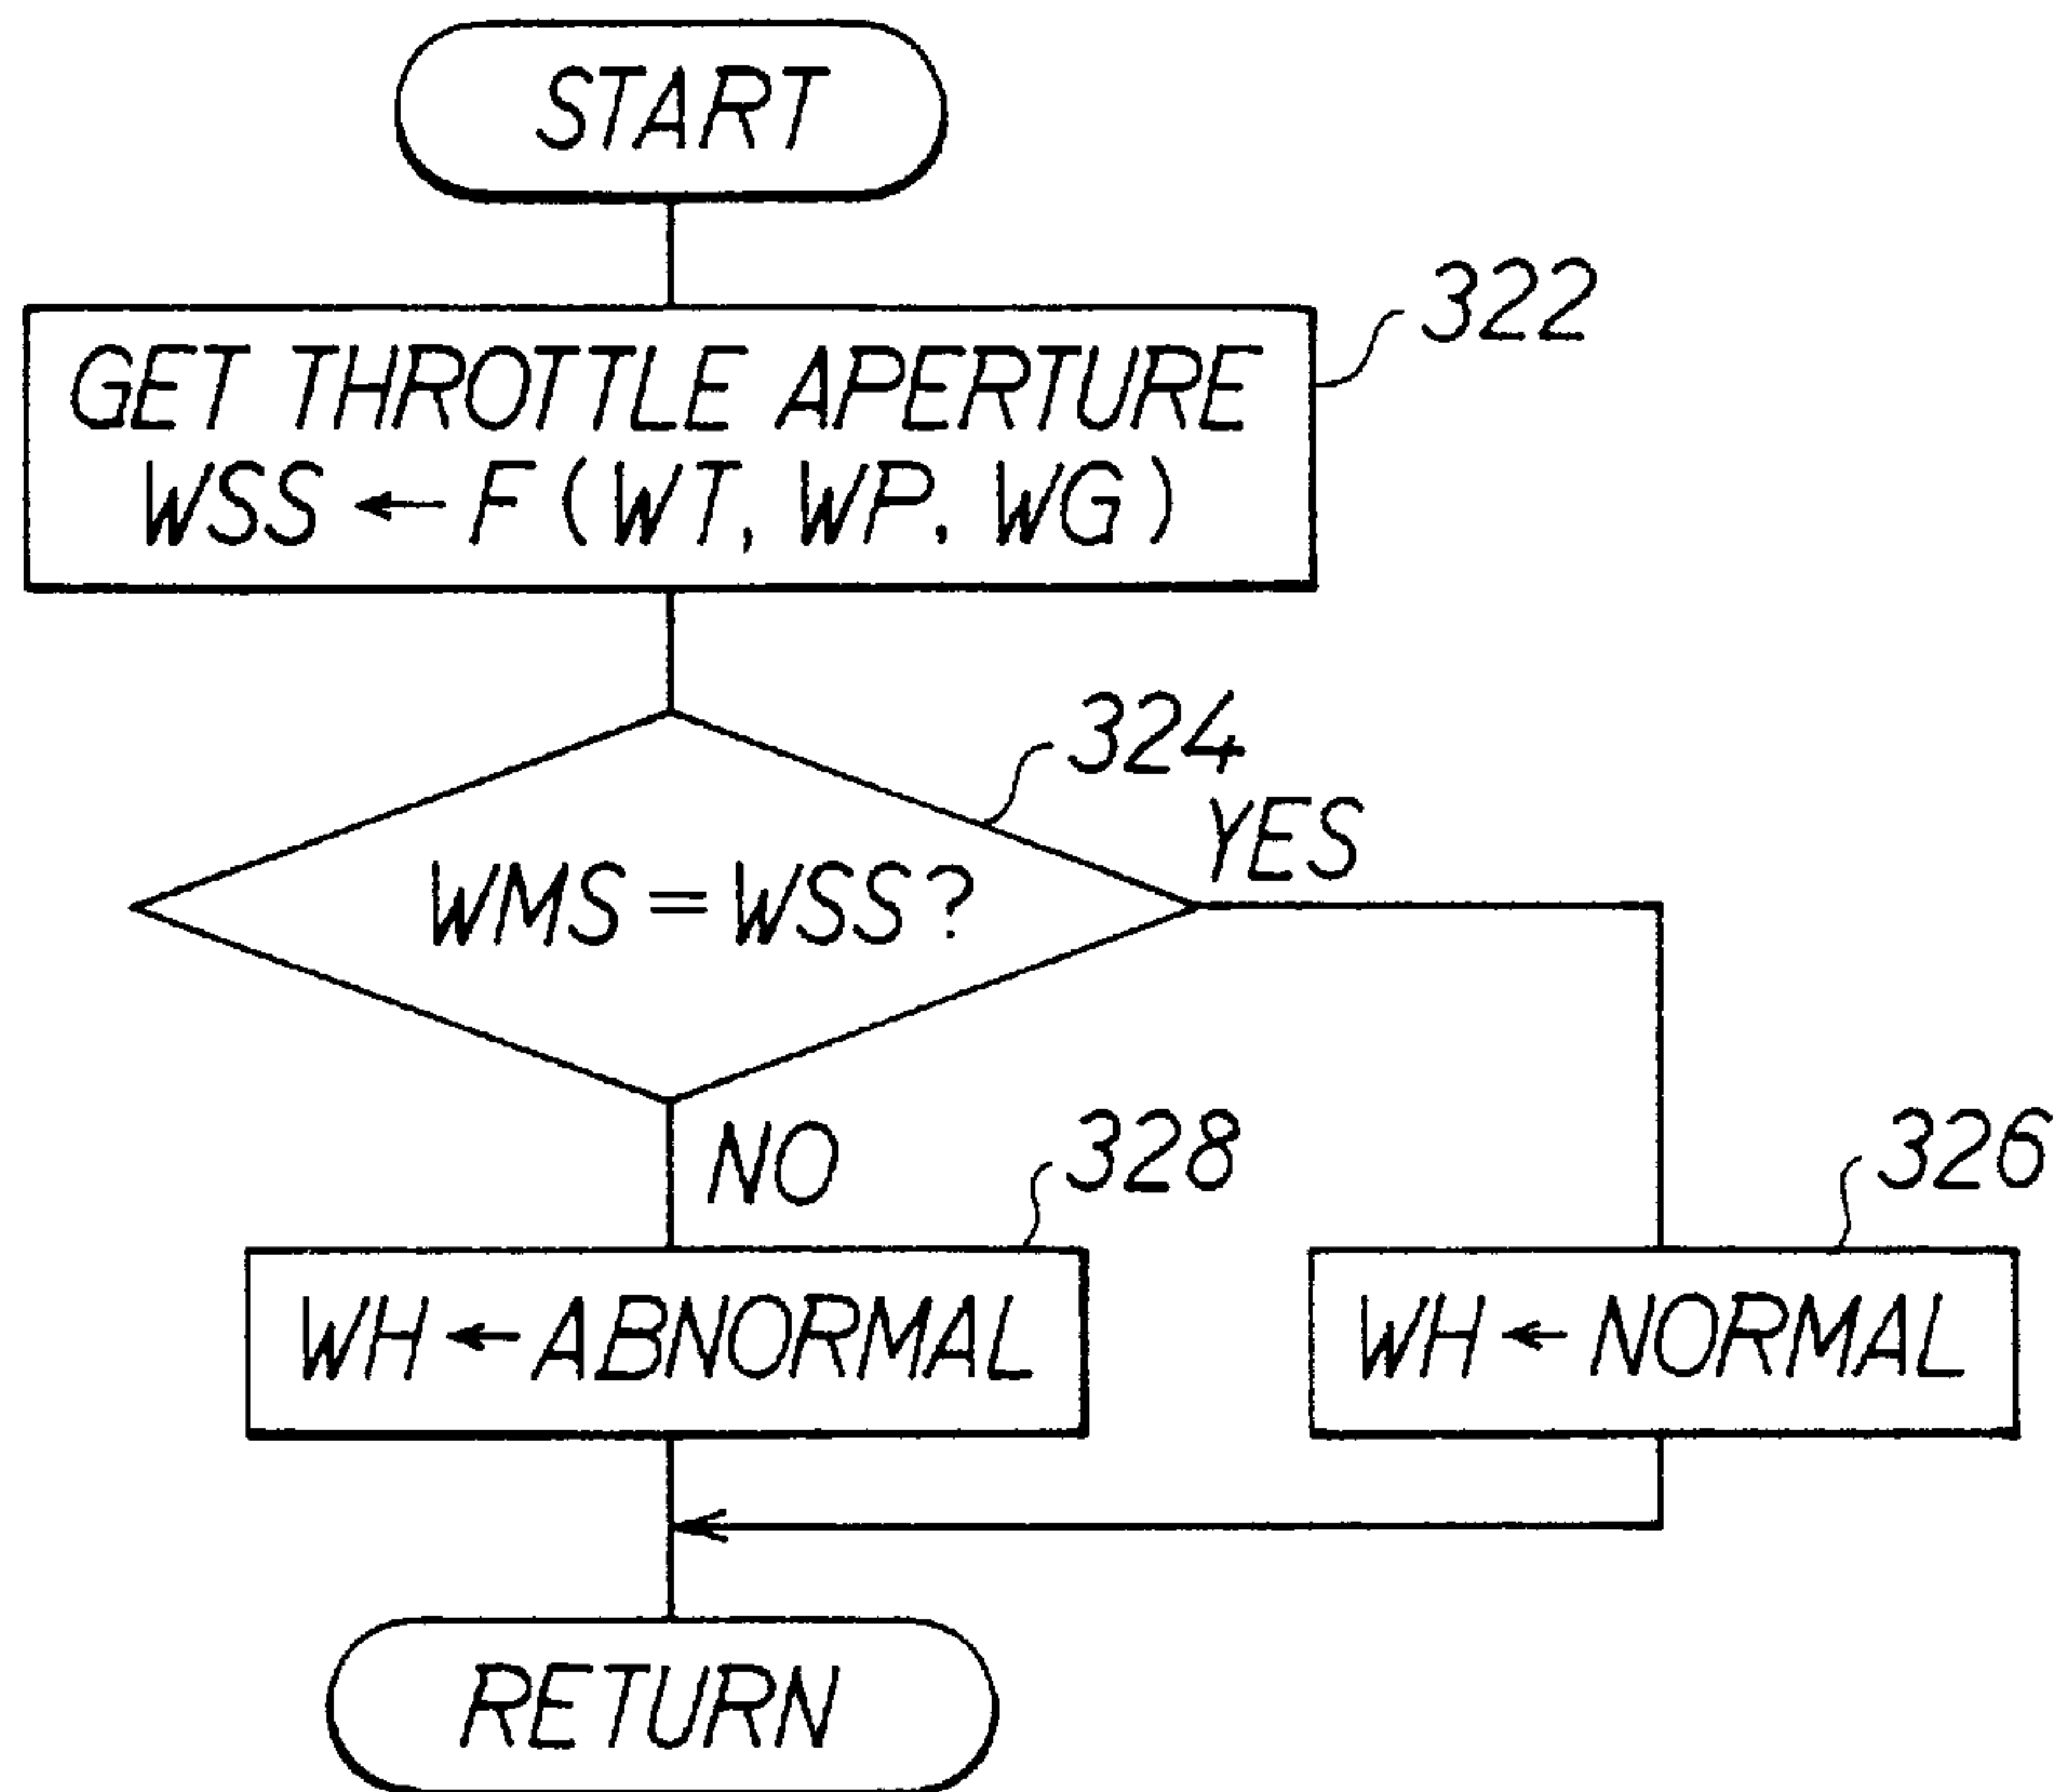 START
322
GET THROTTLE APERTURE
WSS ← F (WT, WP. WG)
324
YES
WMS = WSS?
NO
328
326
WH ← ABNORMAL
WH ← NORMAL
RETURN